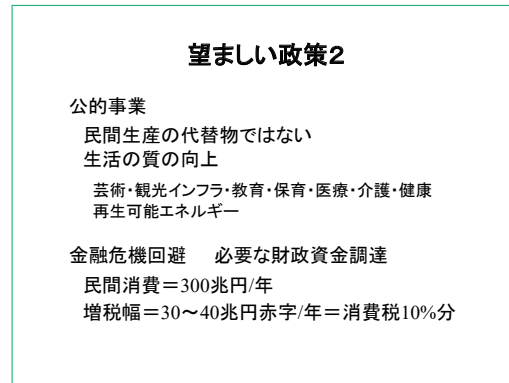 望ましい政策2
公的事業
民間生産の代替物ではない
生活の質の向上
芸術・観光インフラ・教育・保育・医療・介護・健康
再生可能エネルギー
金融危機回避　必要な財政資金調達
民間消費＝300兆円/年
増税幅＝30～40兆円赤字/年＝消費税10%分